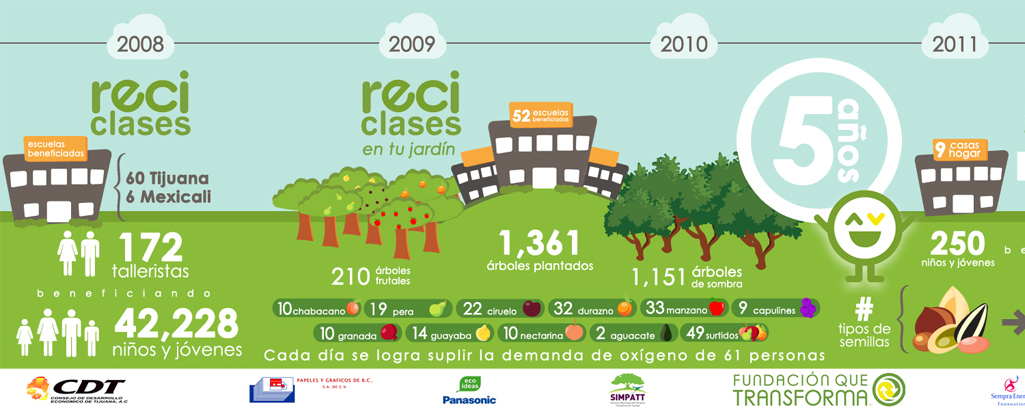 2008
2009
2010
2011
reci
clases
escuelas
beneficiadas
60 Tijuana
6 Mexicali
172
talleristas
beneficiando
42,228
niños y jóvenes
reci
clases
en tu jardín
52 escuelas
beneficiadas
1,361
árboles plantados
210 árboles
frutales
1,151 árboles
de sombra
10 chabacano
19 pera
22 ciruelo
32 durazno
33 manzano
9 capulines
10 granada
14 guayaba
10 nectarina
2 aguacate
49 surtidos
Cada día se logra suplir la demanda de oxígeno de 61 personas
5 años
9 casas
hogar
250
niños y jóvenes
b e
#
tipos de
semillas
CDT
CONSEJO DE DESARROLLO
ECONOMICO DE TIJUANA, A.C
PAPELES Y GRAFICOS DE B.C.,
S.A. DE C.V.
eco
ideas
Panasonic
SIMPATT
FUNDACIÓN QUE
TRANSFORMA
Sempra Ener
FOUNDATIO